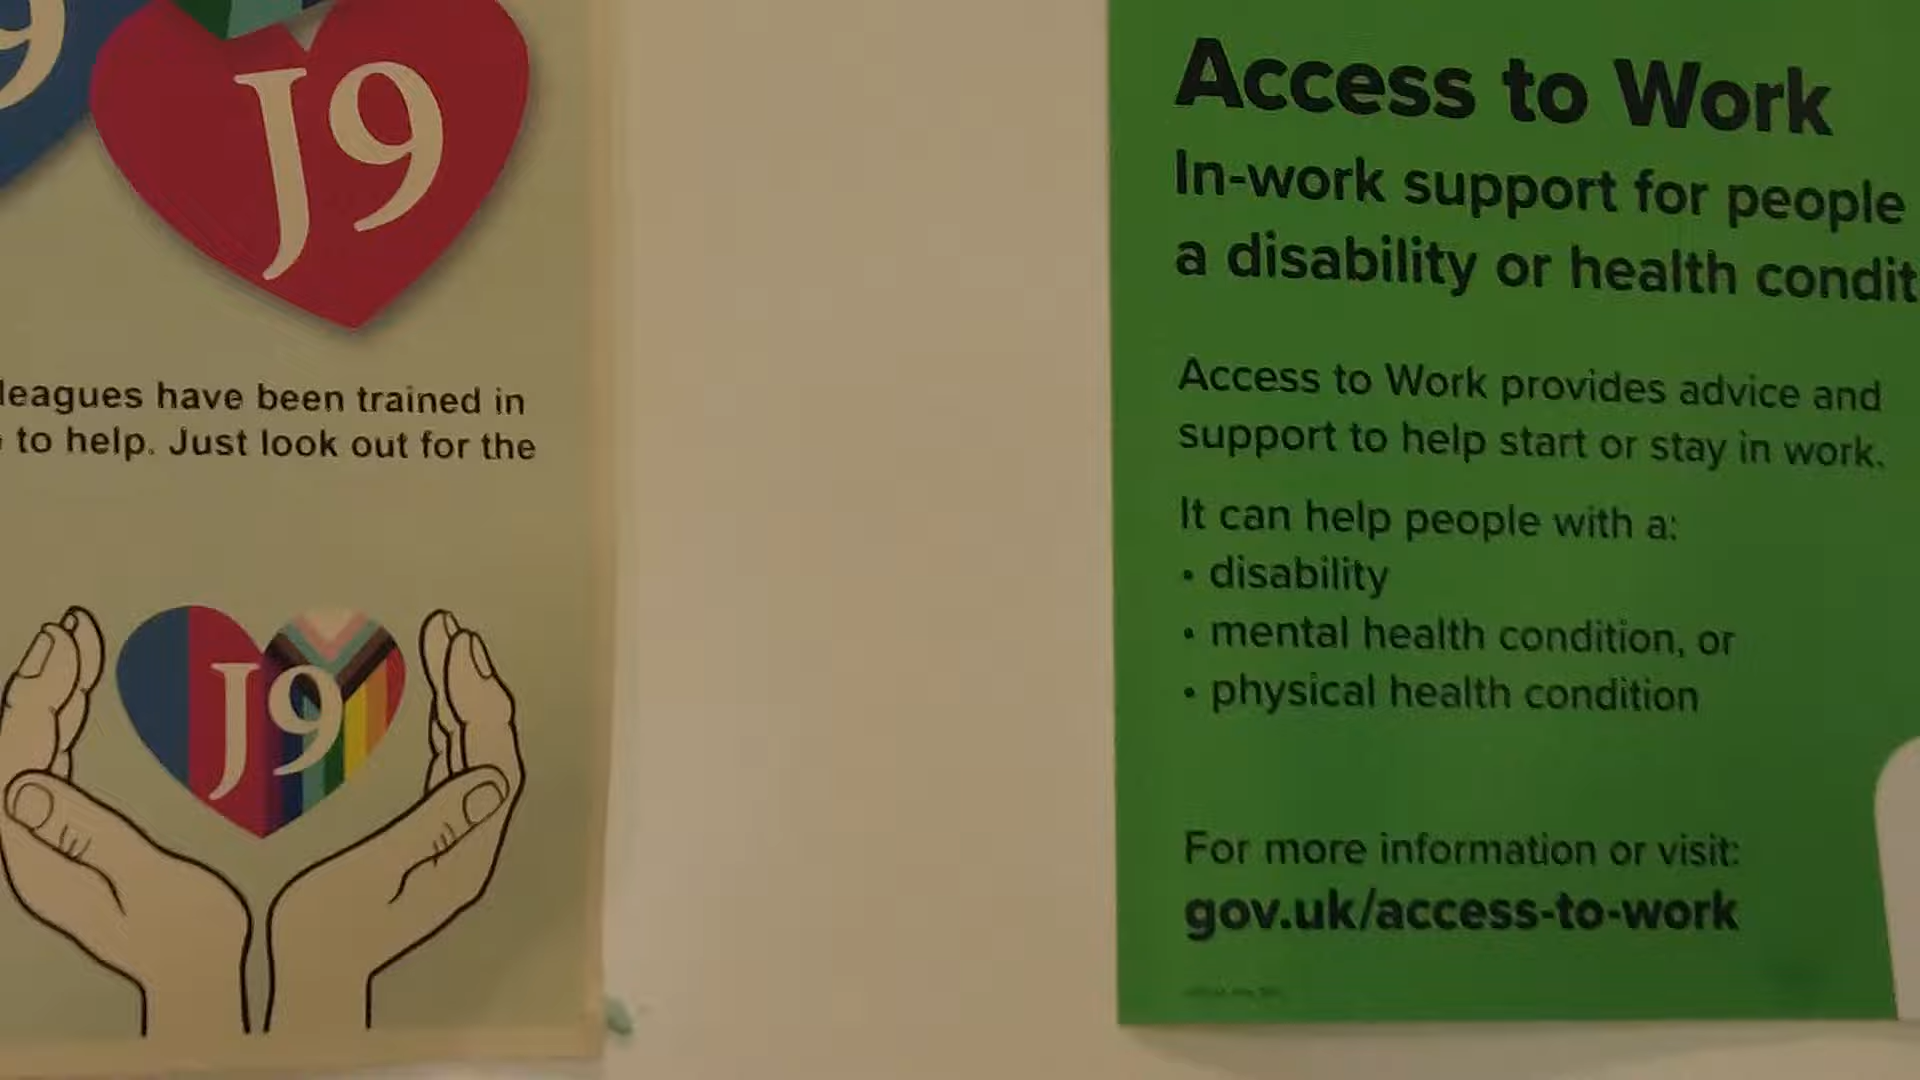 9
J9
leagues have been trained in
to help. Just look out for the
J9
Access to Work
In-work support for people
a disability or health condit
Access to Work provides advice and
support to help start or stay in work.
It can help people with a:
• disability
• mental health condition, or
• physical health condition
For more information or visit:
gov.uk/access-to-work